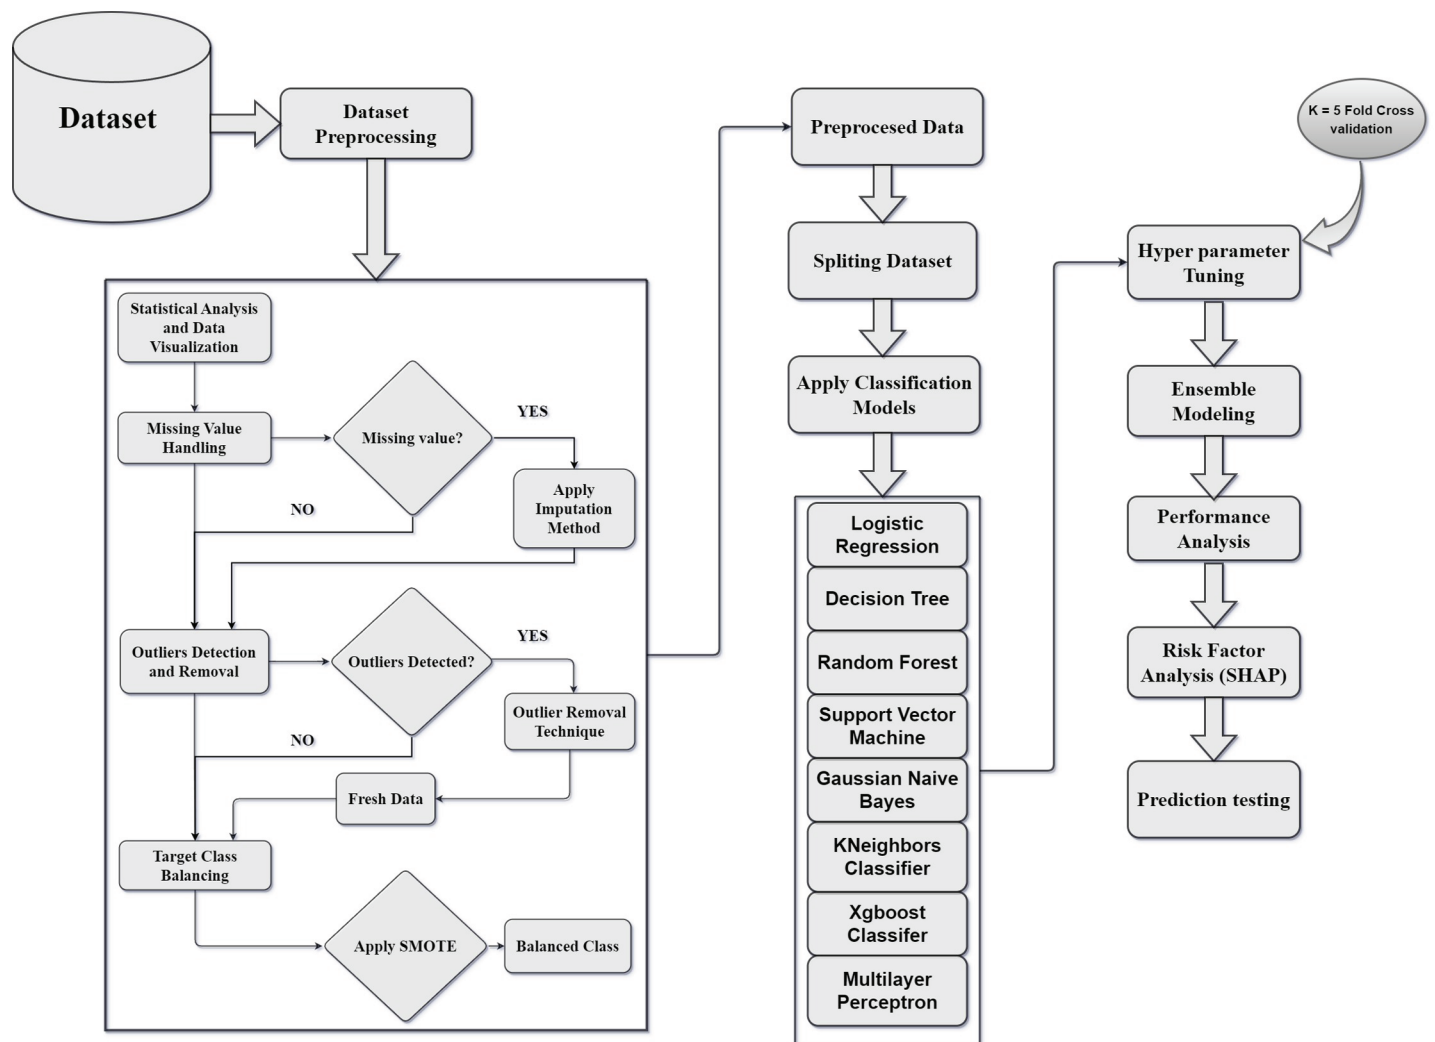 Dataset
Dataset
Preprocessing
Statistical Analysis
and Data
Visualization
Missing Value
Handling
Missing value?
YES
NO
Apply
Imputation
Method
Outliers Detection
and Removal
Outliers Detected?
YES
NO
Outlier Removal
Technique
Fresh Data
Target Class
Balancing
Apply SMOTE
Balanced Class
Preprocesed Data
Spliting Dataset
Apply Classification
Models
Logistic
Regression
Decision Tree
Random Forest
Support Vector
Machine
Gaussian Naive
Bayes
KNeighbors
Classifier
Xgboost
Classifer
Multilayer
Perceptron
K = 5 Fold Cross
validation
Hyper parameter
Tuning
Ensemble
Modeling
Performance
Analysis
Risk Factor
Analysis (SHAP)
Prediction testing